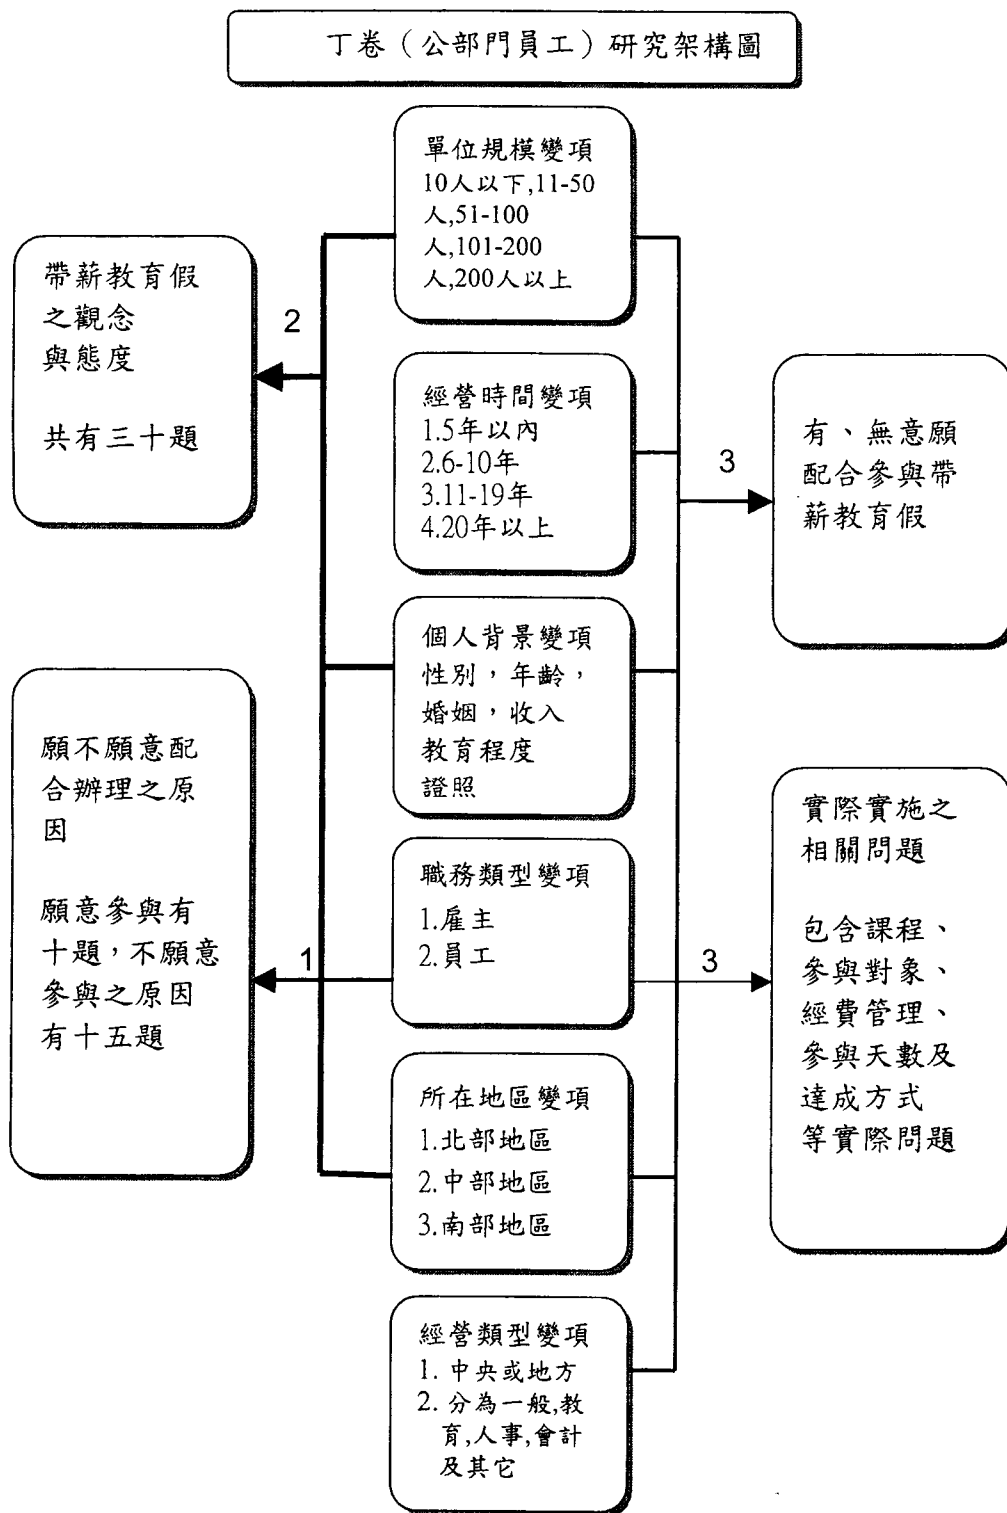 丁卷（公部門員工）研究架構圖
單位規模變項
10人以下,11-50
人,51-100
人,101-200
人,200人以上
帶薪教育假
之觀念
與態度
共有三十題
2
經營時間變項
1.5年以內
2.6-10年
3.11-19年
4.20年以上
3
有、無意願
配合參與帶
薪教育假
個人背景變項
性別，年齡，
婚姻，收入
教育程度
證照
願不願意配
合辦理之原
因
願意參與有
十題，不願意
參與之原因
有十五題
1
職務類型變項
1.雇主
2.員工
3
實際實施之
相關問題
包含課程、
參與對象、
經費管理、
參與天數及
達成方式
等實際問題
所在地區變項
1.北部地區
2.中部地區
3.南部地區
經營類型變項
1. 中央或地方
2. 分為一般,教
育,人事,會計
及其它